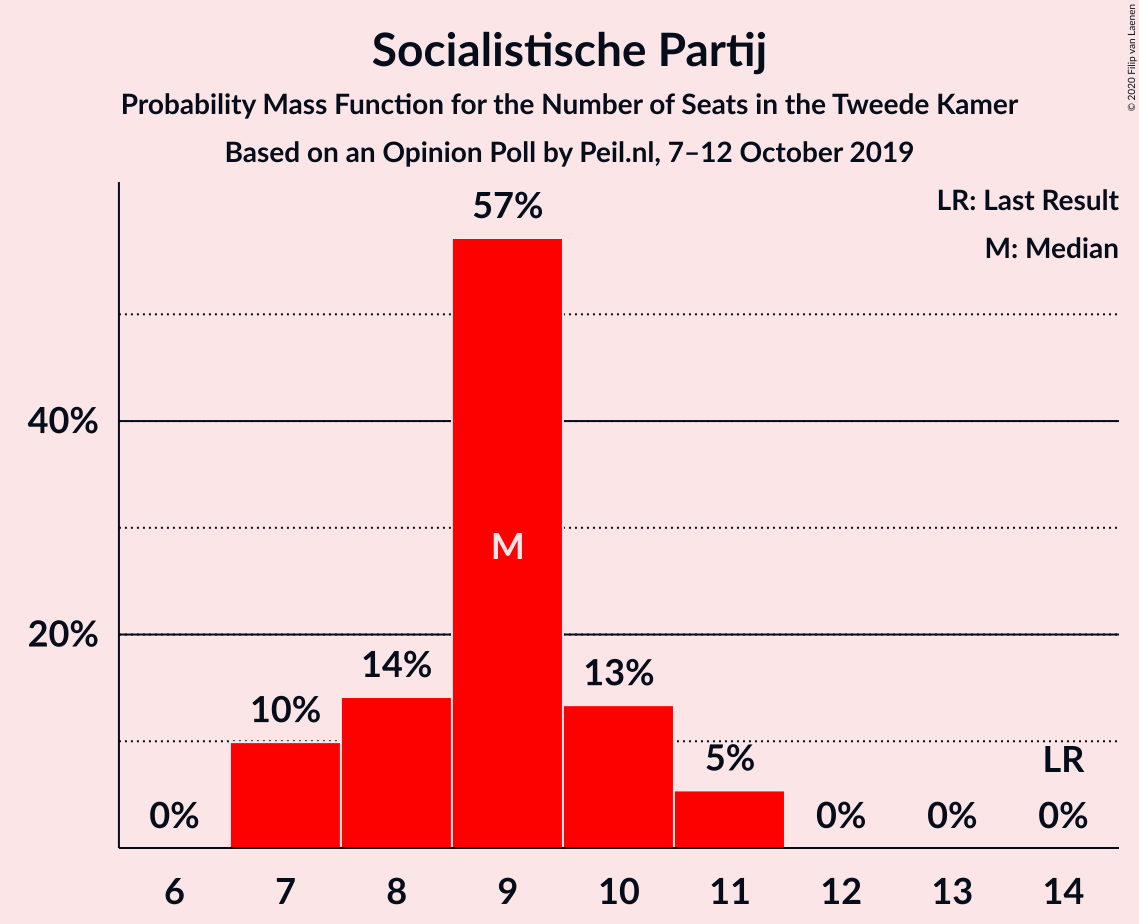 Socialistische Partij
Probability Mass Function for the Number of Seats in the Tweede Kamer
Based on an Opinion Poll by Peil.nl, 7–12 October 2019
© 2020 Filip van Laenen
LR: Last Result
M: Median
57%
40%
M
20%
14%
13%
10%
5%
LR
0%
0%
0%
0%
6
7
8
9
10
11
12
13
14